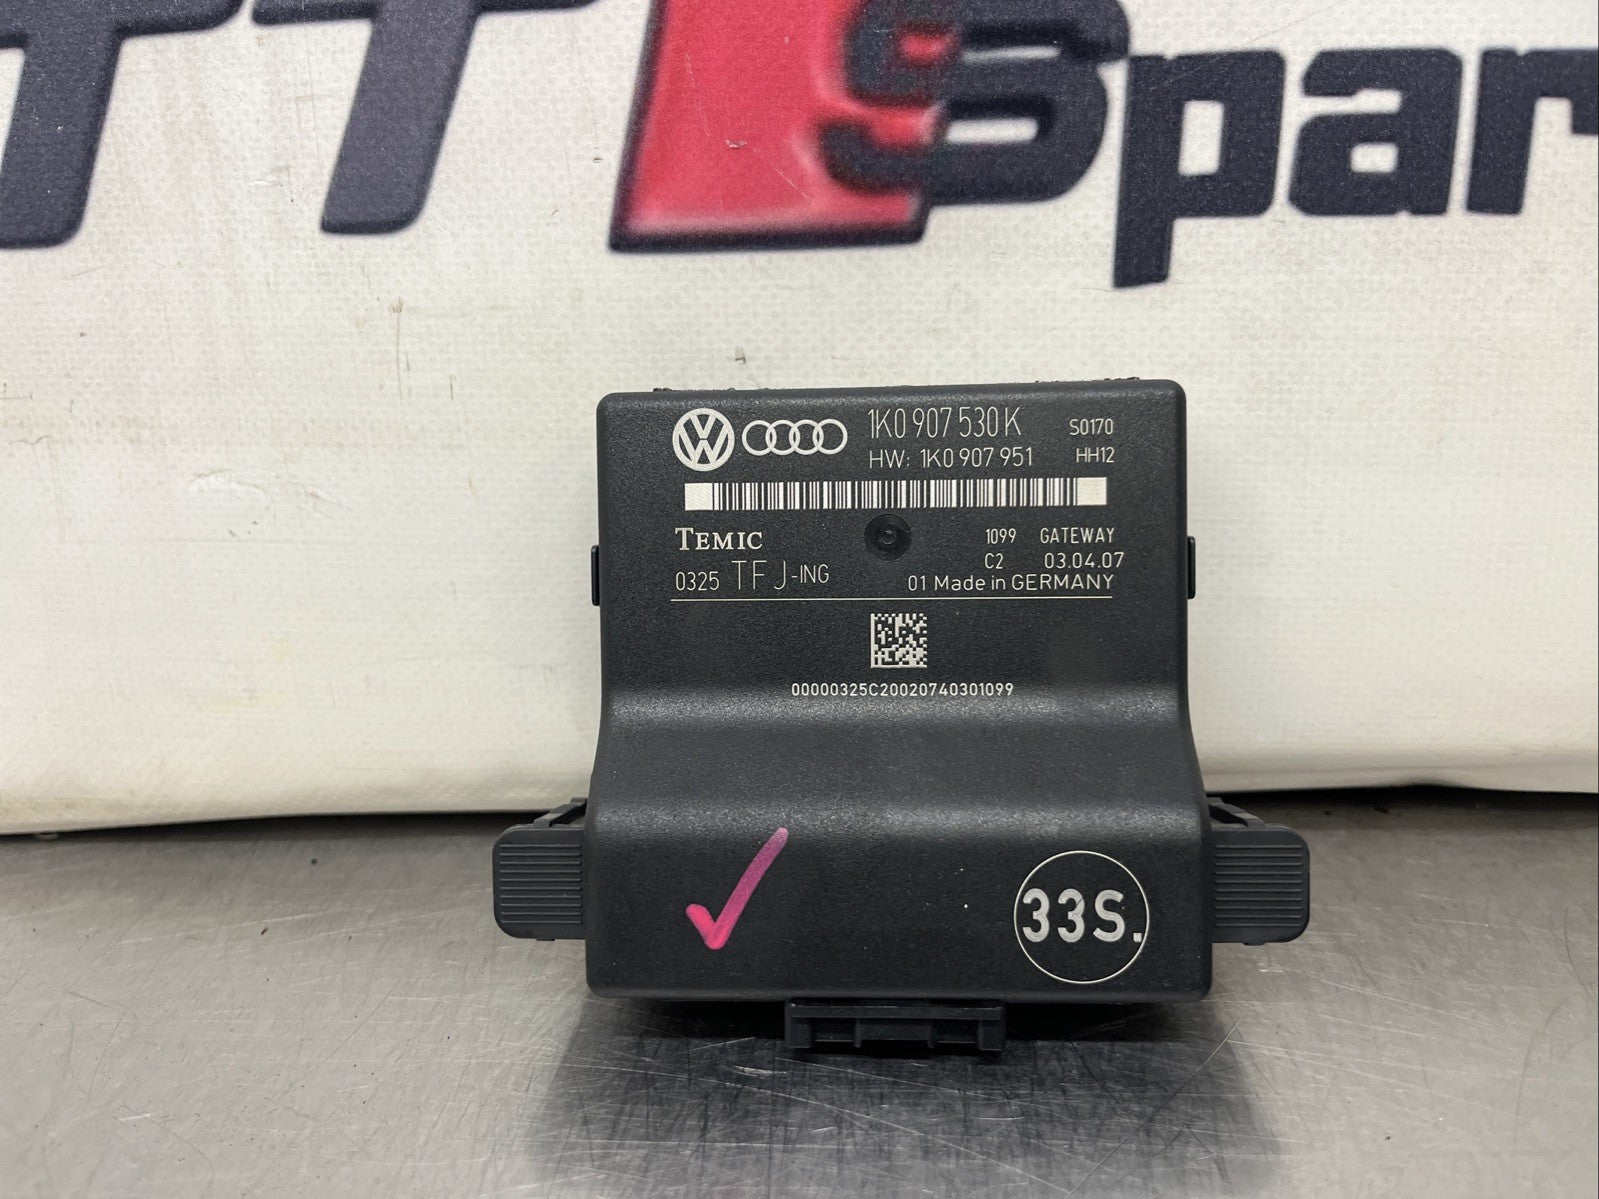 TTSpar
1K0 907 530 K
S0170
HW: 1K0 907 951
HH12
TEMIC
1099 GATEWAY
C2 03.04.07
0325 TFJ-ING
01 Made in GERMANY
00000325C20020740301099
33S.